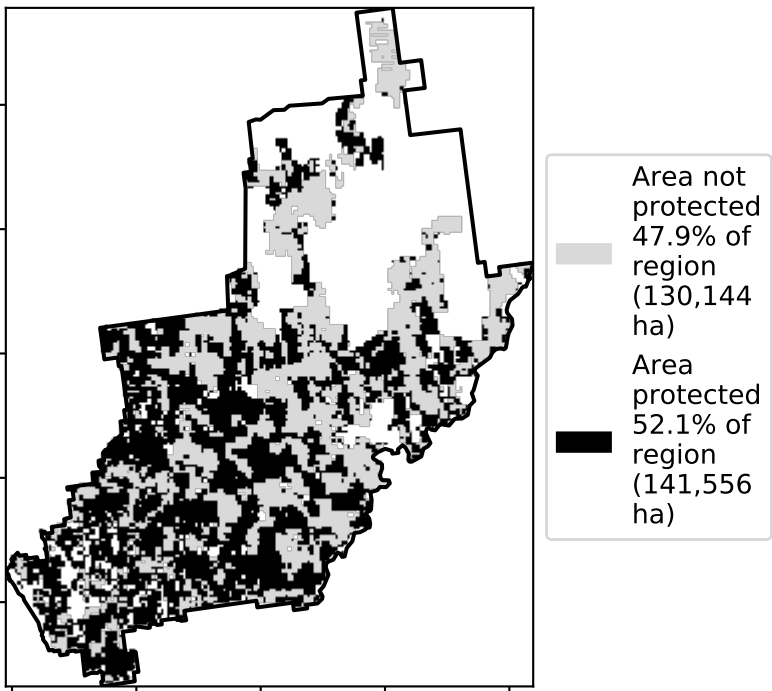 Area not
protected
47.9% of
region
(130,144
ha)
Area
protected
52.1% of
region
(141,556
ha)